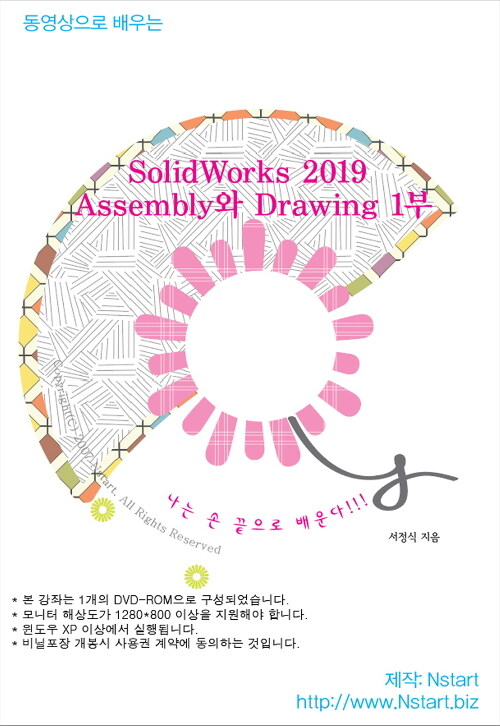 동영상으로 배우는
SolidWorks 2019
Assembly와 Drawing 1부
Copyright(c) 2007 Nstart. All Rights Reserved
나는 손 끝으로 배운다!!!
서정식 지음
* 본 강좌는 1개의 DVD-ROM으로 구성되었습니다.
* 모니터 해상도가 1280*800 이상을 지원해야 합니다.
* 윈도우 XP 이상에서 실행됩니다.
* 비닐포장 개봉시 사용권 계약에 동의하는 것입니다.
제작: Nstart
http://www.Nstart.biz